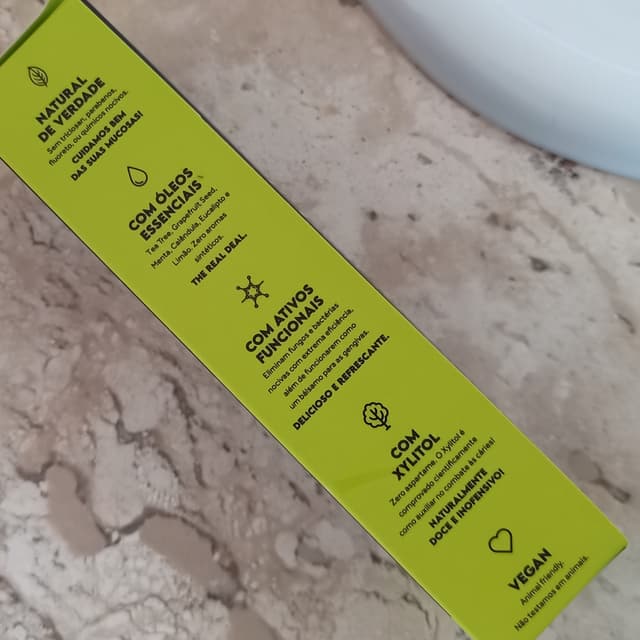 NATURAL
DE VERDADE
Sem triclosan, parabenos,
fluoreto, ou químicos nocivos.
CUIDAMOS BEM
DAS SUAS MUCOSAS!
COM ÓLEOS
ESSENCIAIS
Tea Tree, Grapefruit Seed,
Menta, Calêndula, Eucalipto e
Limão. Zero aromas
sintéticos.
THE REAL DEAL.
COM ATIVOS
FUNCIONAIS
Eliminam fungos e bactérias
nocivas com extrema eficiência,
além de funcionarem como
um bálsamo para as gengivas.
DELICIOSO E REFRESCANTE.
COM
XYLITOL
Zero aspartame. O Xylitol é
comprovado cientificamente
como auxiliar no combate às cáries!
NATURALMENTE
DOCE E INOFENSIVO!
VEGAN
Animal friendly.
Não testamos em animais.